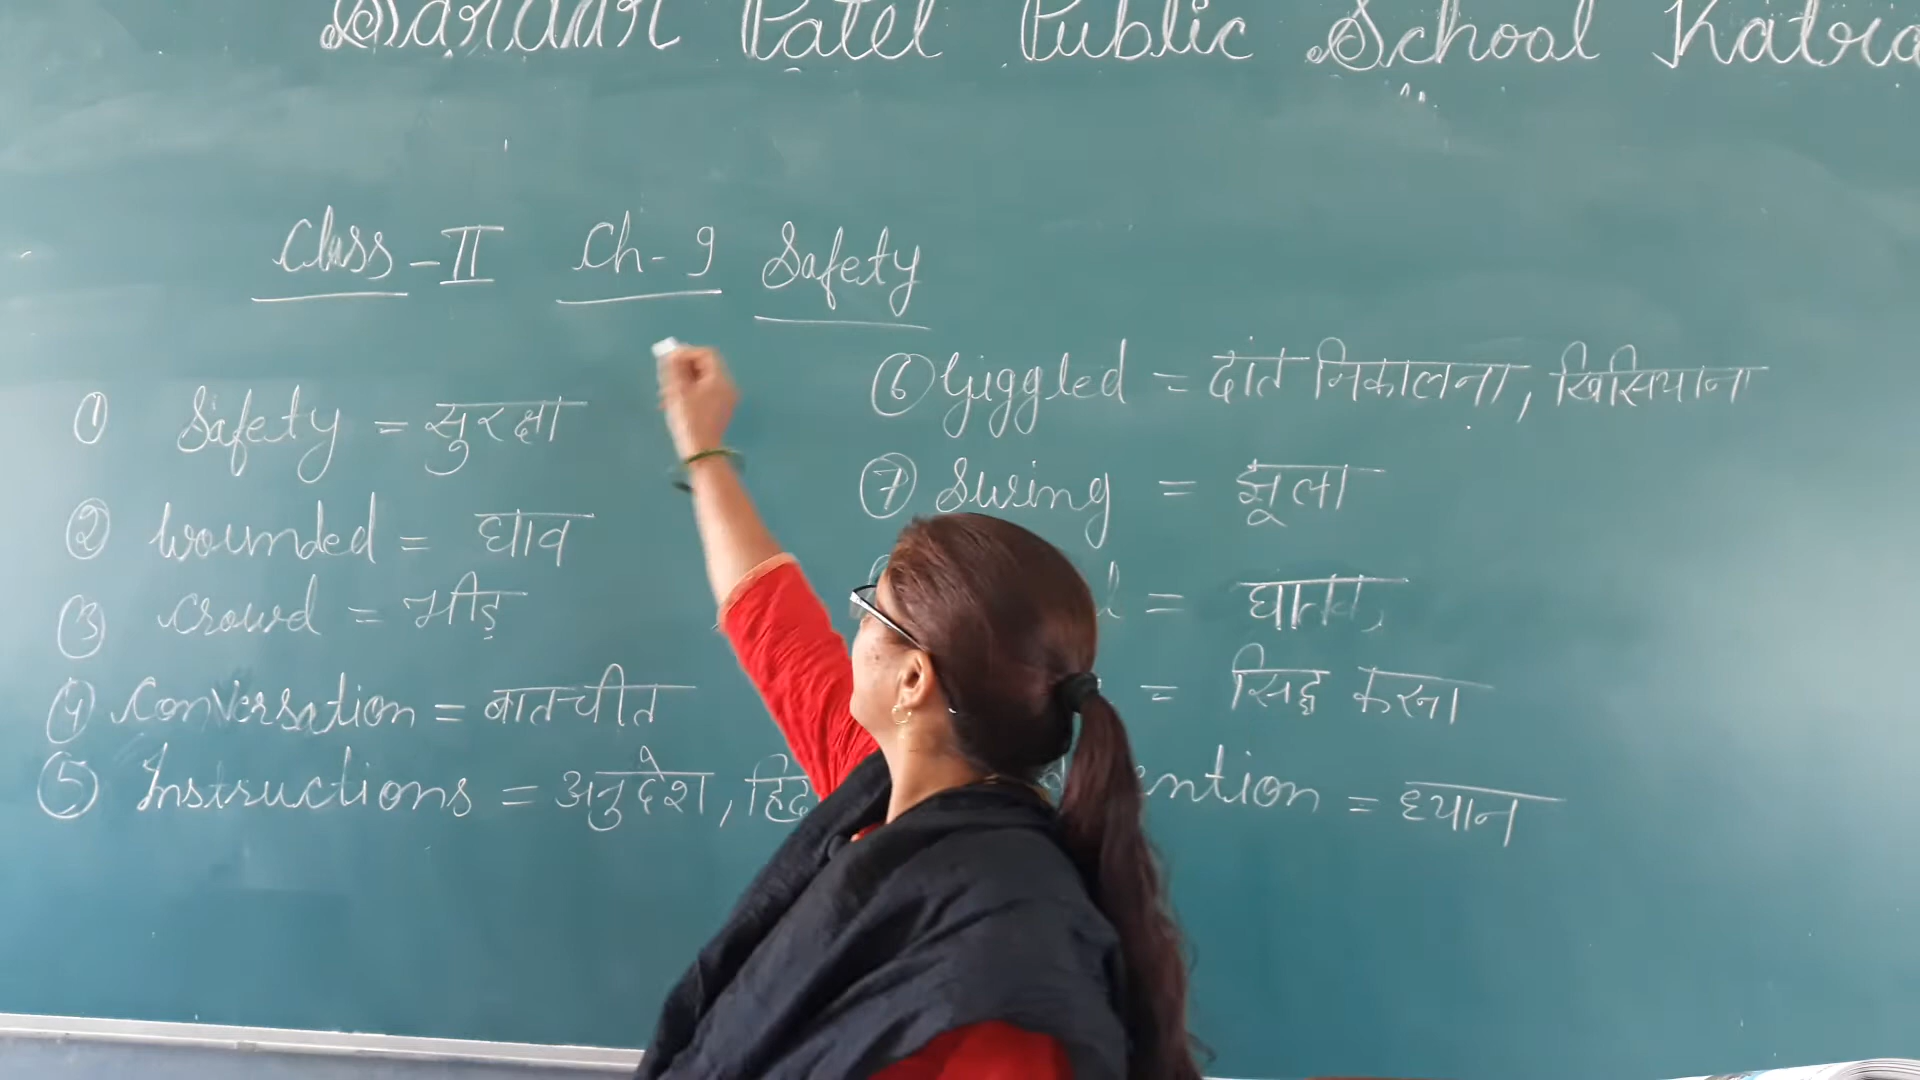 Sardar Patel Public School Katra
Class - II Ch - 9 Safety
① Safety = सुरक्षा
② Wounded = घाव
③ Crowd = भीड़
④ Conversation = बातचीत
⑤ Instructions = अनुदेश,
⑥ Giggled = दांत निकालना, खिसियाना
⑦ Swing = झूला
= घातक,
= सिद्ध करना
= ध्यान